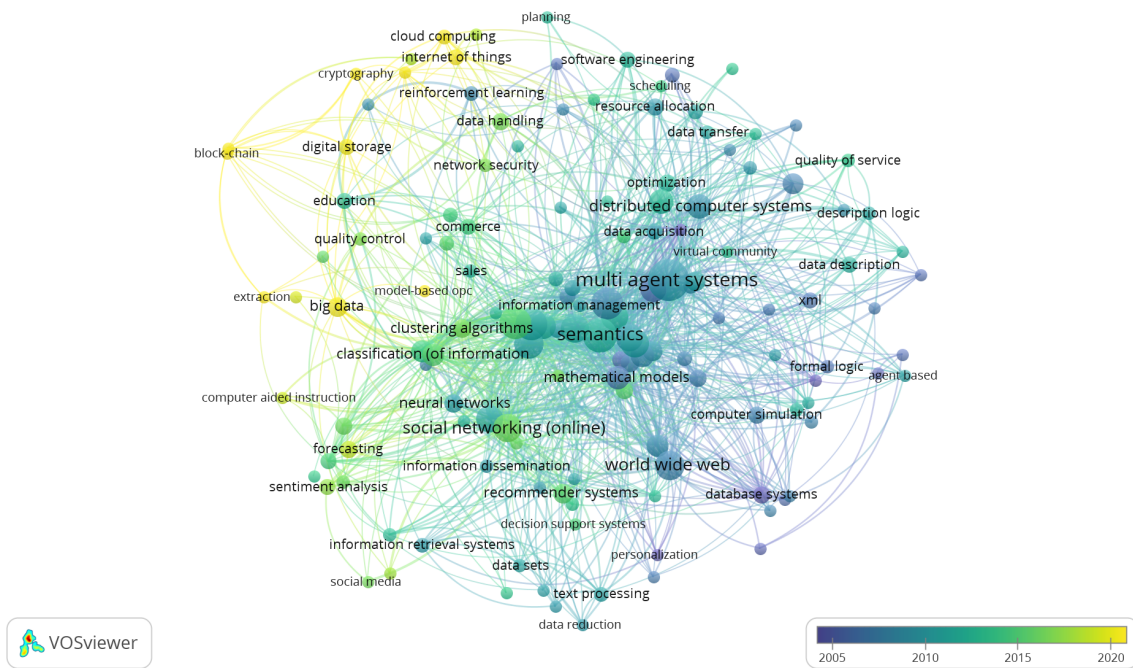 planning
cloud computing
internet of things
software engineering
cryptography
scheduling
reinforcement learning
resource allocation
data handling
data transfer
block-chain
digital storage
network security
quality of service
optimization
education
distributed computer systems
description logic
commerce
data acquisition
quality control
virtual community
sales
data description
multi agent systems
model-based opc
extraction
big data
information management
xml
clustering algorithms
semantics
classification (of information
formal logic
mathematical models
agent based
computer aided instruction
neural networks
computer simulation
social networking (online)
forecasting
information dissemination
world wide web
sentiment analysis
recommender systems
database systems
decision support systems
information retrieval systems
personalization
data sets
social media
text processing
data reduction
VOSviewer
2005
2010
2015
2020